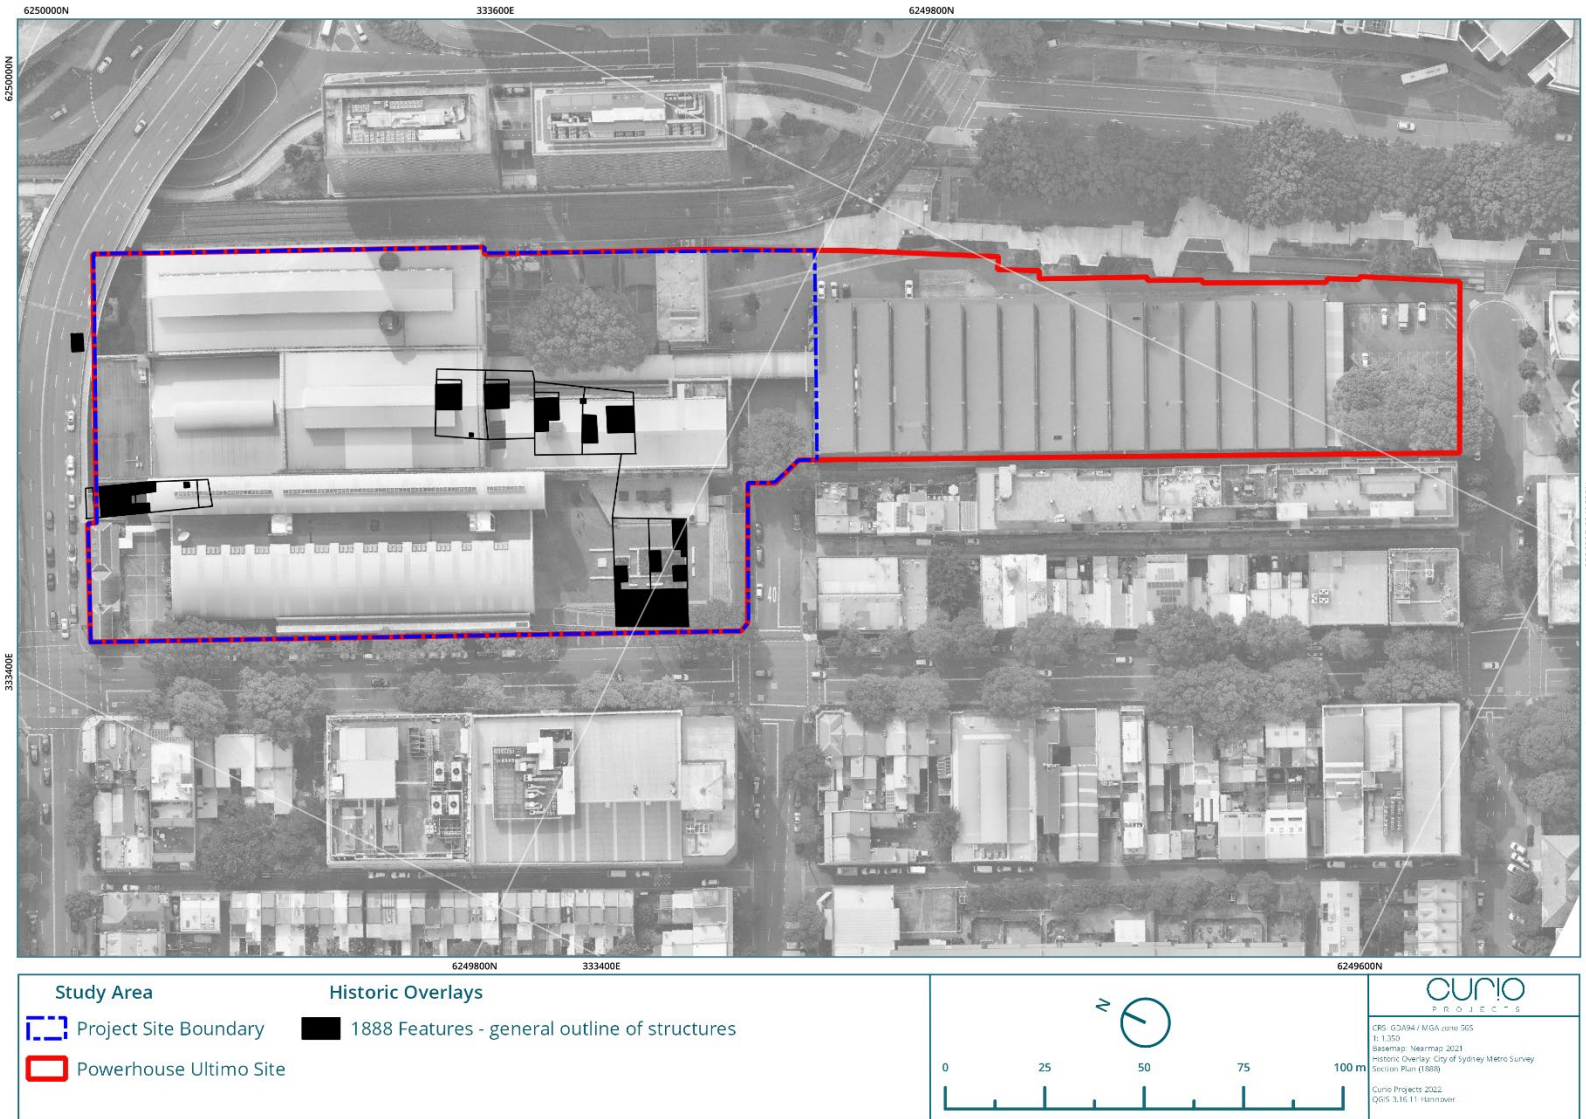 6250000N
333600E
6249800N
6250000N
333400E
40
6249800N
333400E
6249600N
Study Area
Project Site Boundary
Powerhouse Ultimo Site
Historic Overlays
1888 Features - general outline of structures
N
0 25 50 75 100 m
CURIO
PROJECTS
CRS: GDA94 / MGA zone 56S
1: 1,350
Basemap: Nearmap 2021
Historic Overlay: City of Sydney Metro Survey
Section Plan (1888)
Curio Projects 2022
QGIS 3.16.11 Hannover